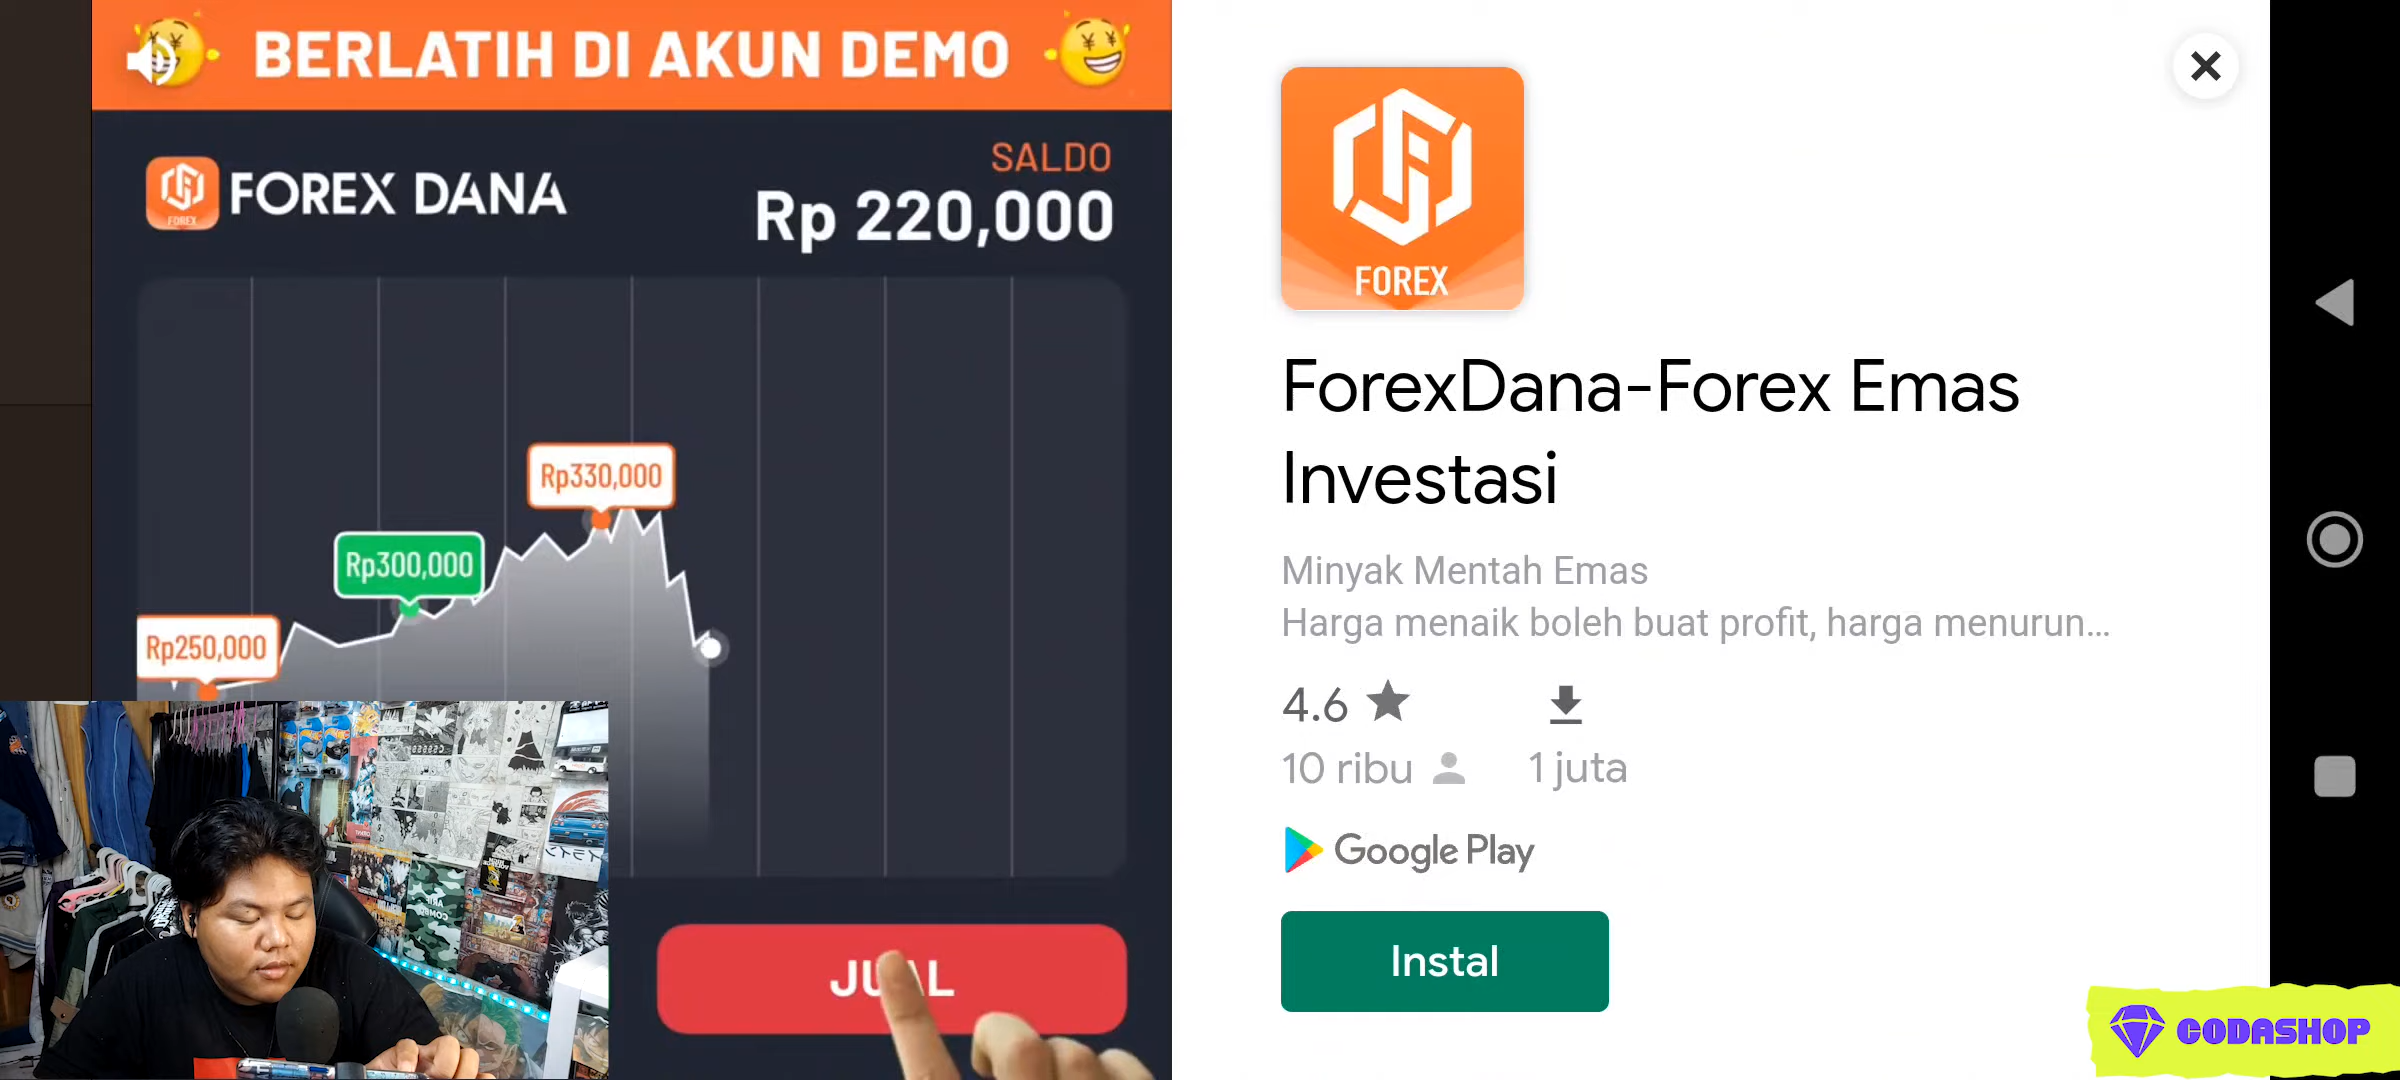 BERLATIH DI AKUN DEMO
FOREX
FOREX DANA
SALDO
Rp 220,000
Rp330,000
Rp300,000
Rp250,000
JUAL
FOREX
ForexDana-Forex Emas
Investasi
Minyak Mentah Emas
Harga menaik boleh buat profit, harga menurun...
4.6
10 ribu
1 juta
Google Play
Instal
CODASHOP